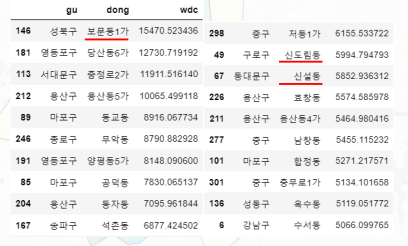 gu dong wdc
146 성북구 보문동1가 15470.523436
181 영등포구 당산동6가 12730.719192
113 서대문구 충정로2가 11911.516140
212 용산구 용산동5가 10065.499118
89 마포구 동교동 8916.067734
246 종로구 무악동 8790.882928
191 영등포구 양평동5가 8148.090600
85 마포구 공덕동 7830.065137
204 용산구 동자동 7095.961844
167 송파구 석촌동 6877.424502
298 중구 저동1가 6155.533722
49 구로구 신도림동 5994.794793
67 동대문구 신설동 5852.936312
226 용산구 효창동 5574.585978
211 용산구 용산동4가 5464.980416
277 중구 남창동 5455.115232
101 마포구 합정동 5271.217571
301 중구 충무로1가 5134.101658
136 성동구 옥수동 5119.051772
6 강남구 수서동 5066.099765